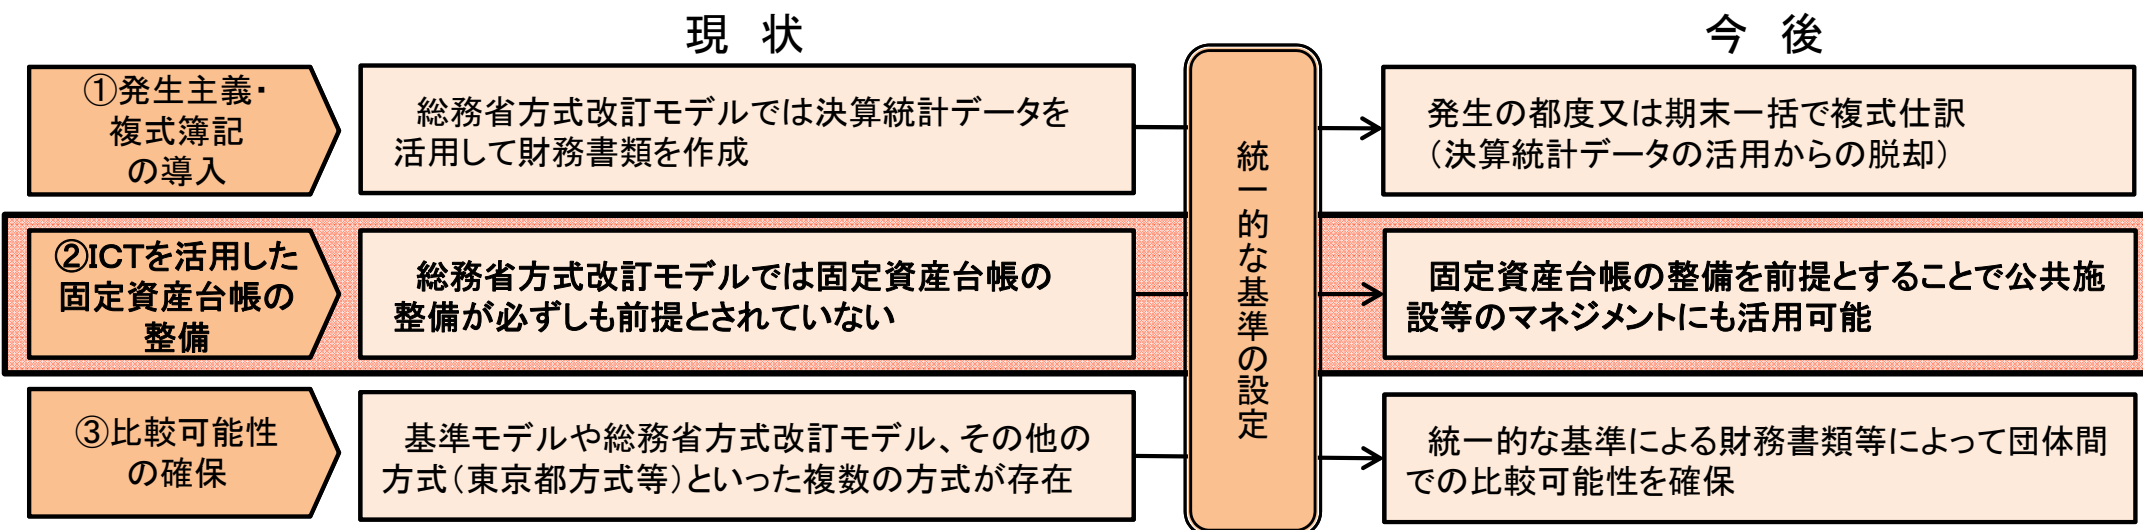 現　状
今　後
①発生主義・
複式簿記
の導入
総務省方式改訂モデルでは決算統計データを
活用して財務書類を作成
発生の都度又は期末一括で複式仕訳
（決算統計データの活用からの脱却）
統一的な基準の設定
②ICTを活用した
固定資産台帳の
整備
総務省方式改訂モデルでは固定資産台帳の
整備が必ずしも前提とされていない
固定資産台帳の整備を前提とすることで公共施
設等のマネジメントにも活用可能
③比較可能性
の確保
基準モデルや総務省方式改訂モデル、その他の
方式（東京都方式等）といった複数の方式が存在
統一的な基準による財務書類等によって団体間
での比較可能性を確保